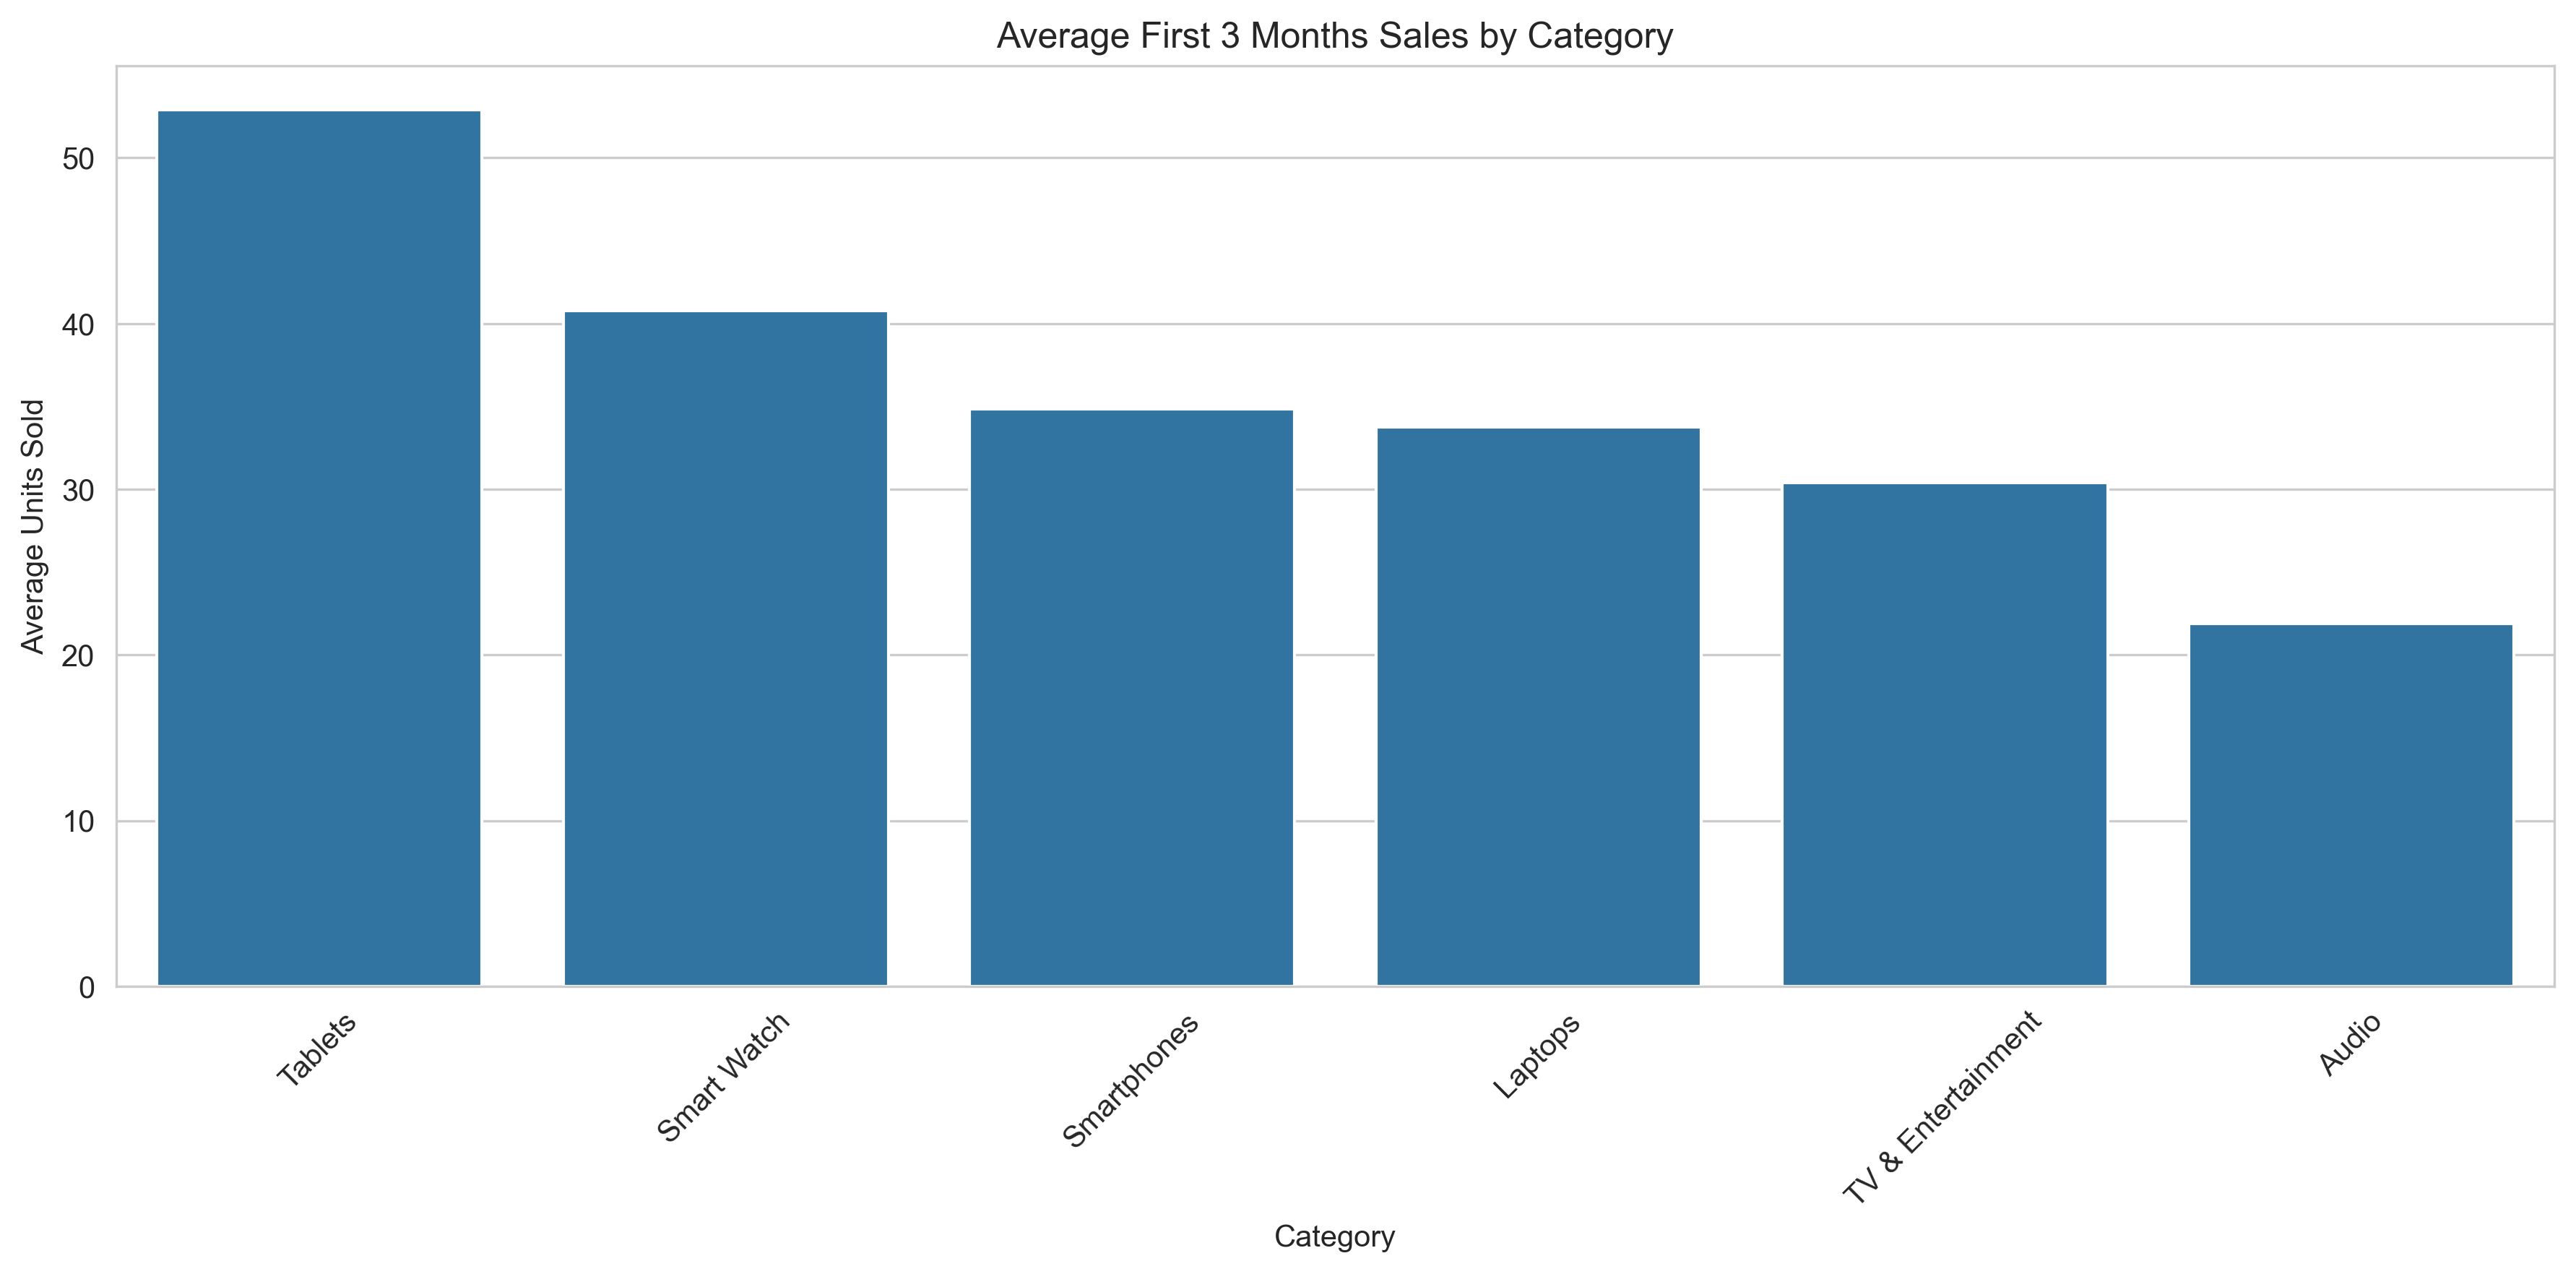 Average First 3 Months Sales by Category
Average Units Sold
50
40
30
20
10
0
Tablets
Smart Watch
Smartphones
Laptops
TV & Entertainment
Audio
Category